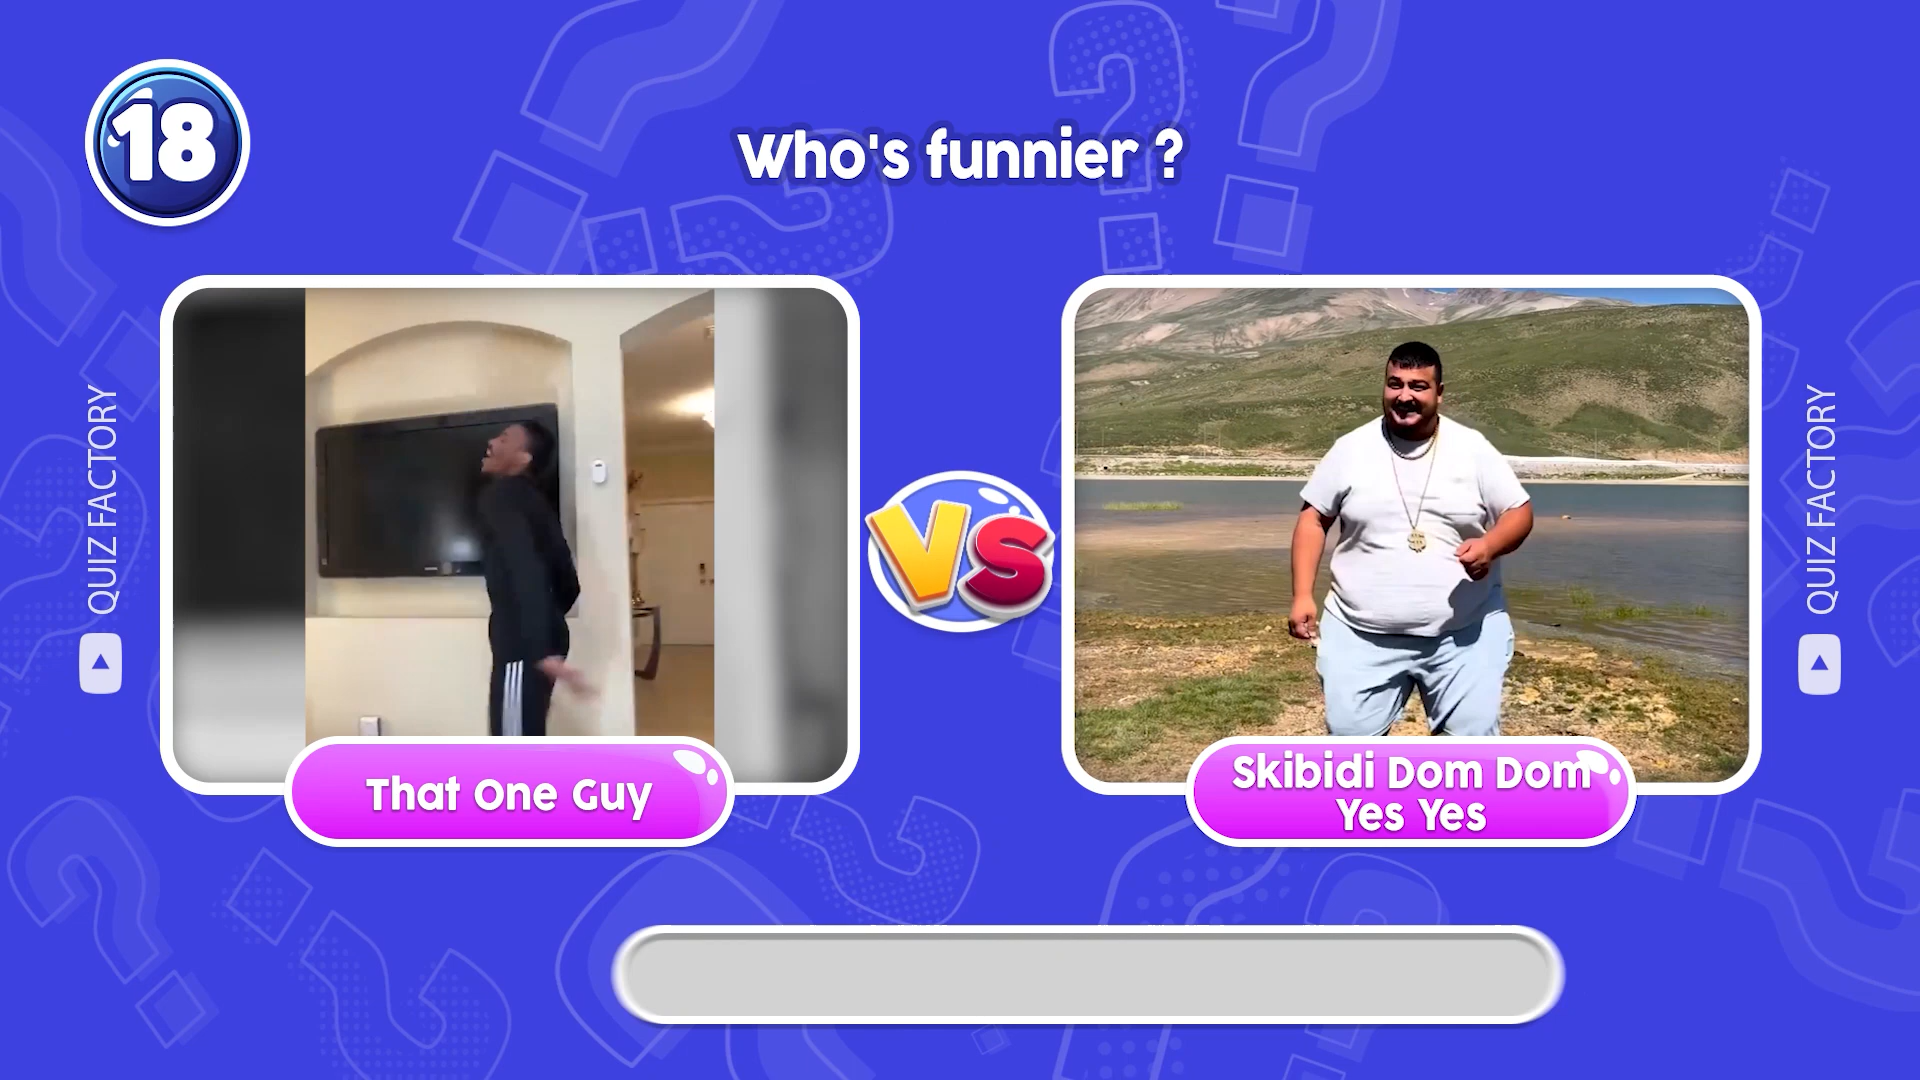 18
Who's funnier ?
QUIZ FACTORY
VS
QUIZ FACTORY
That One Guy
Skibidi Dom Dom
Yes Yes